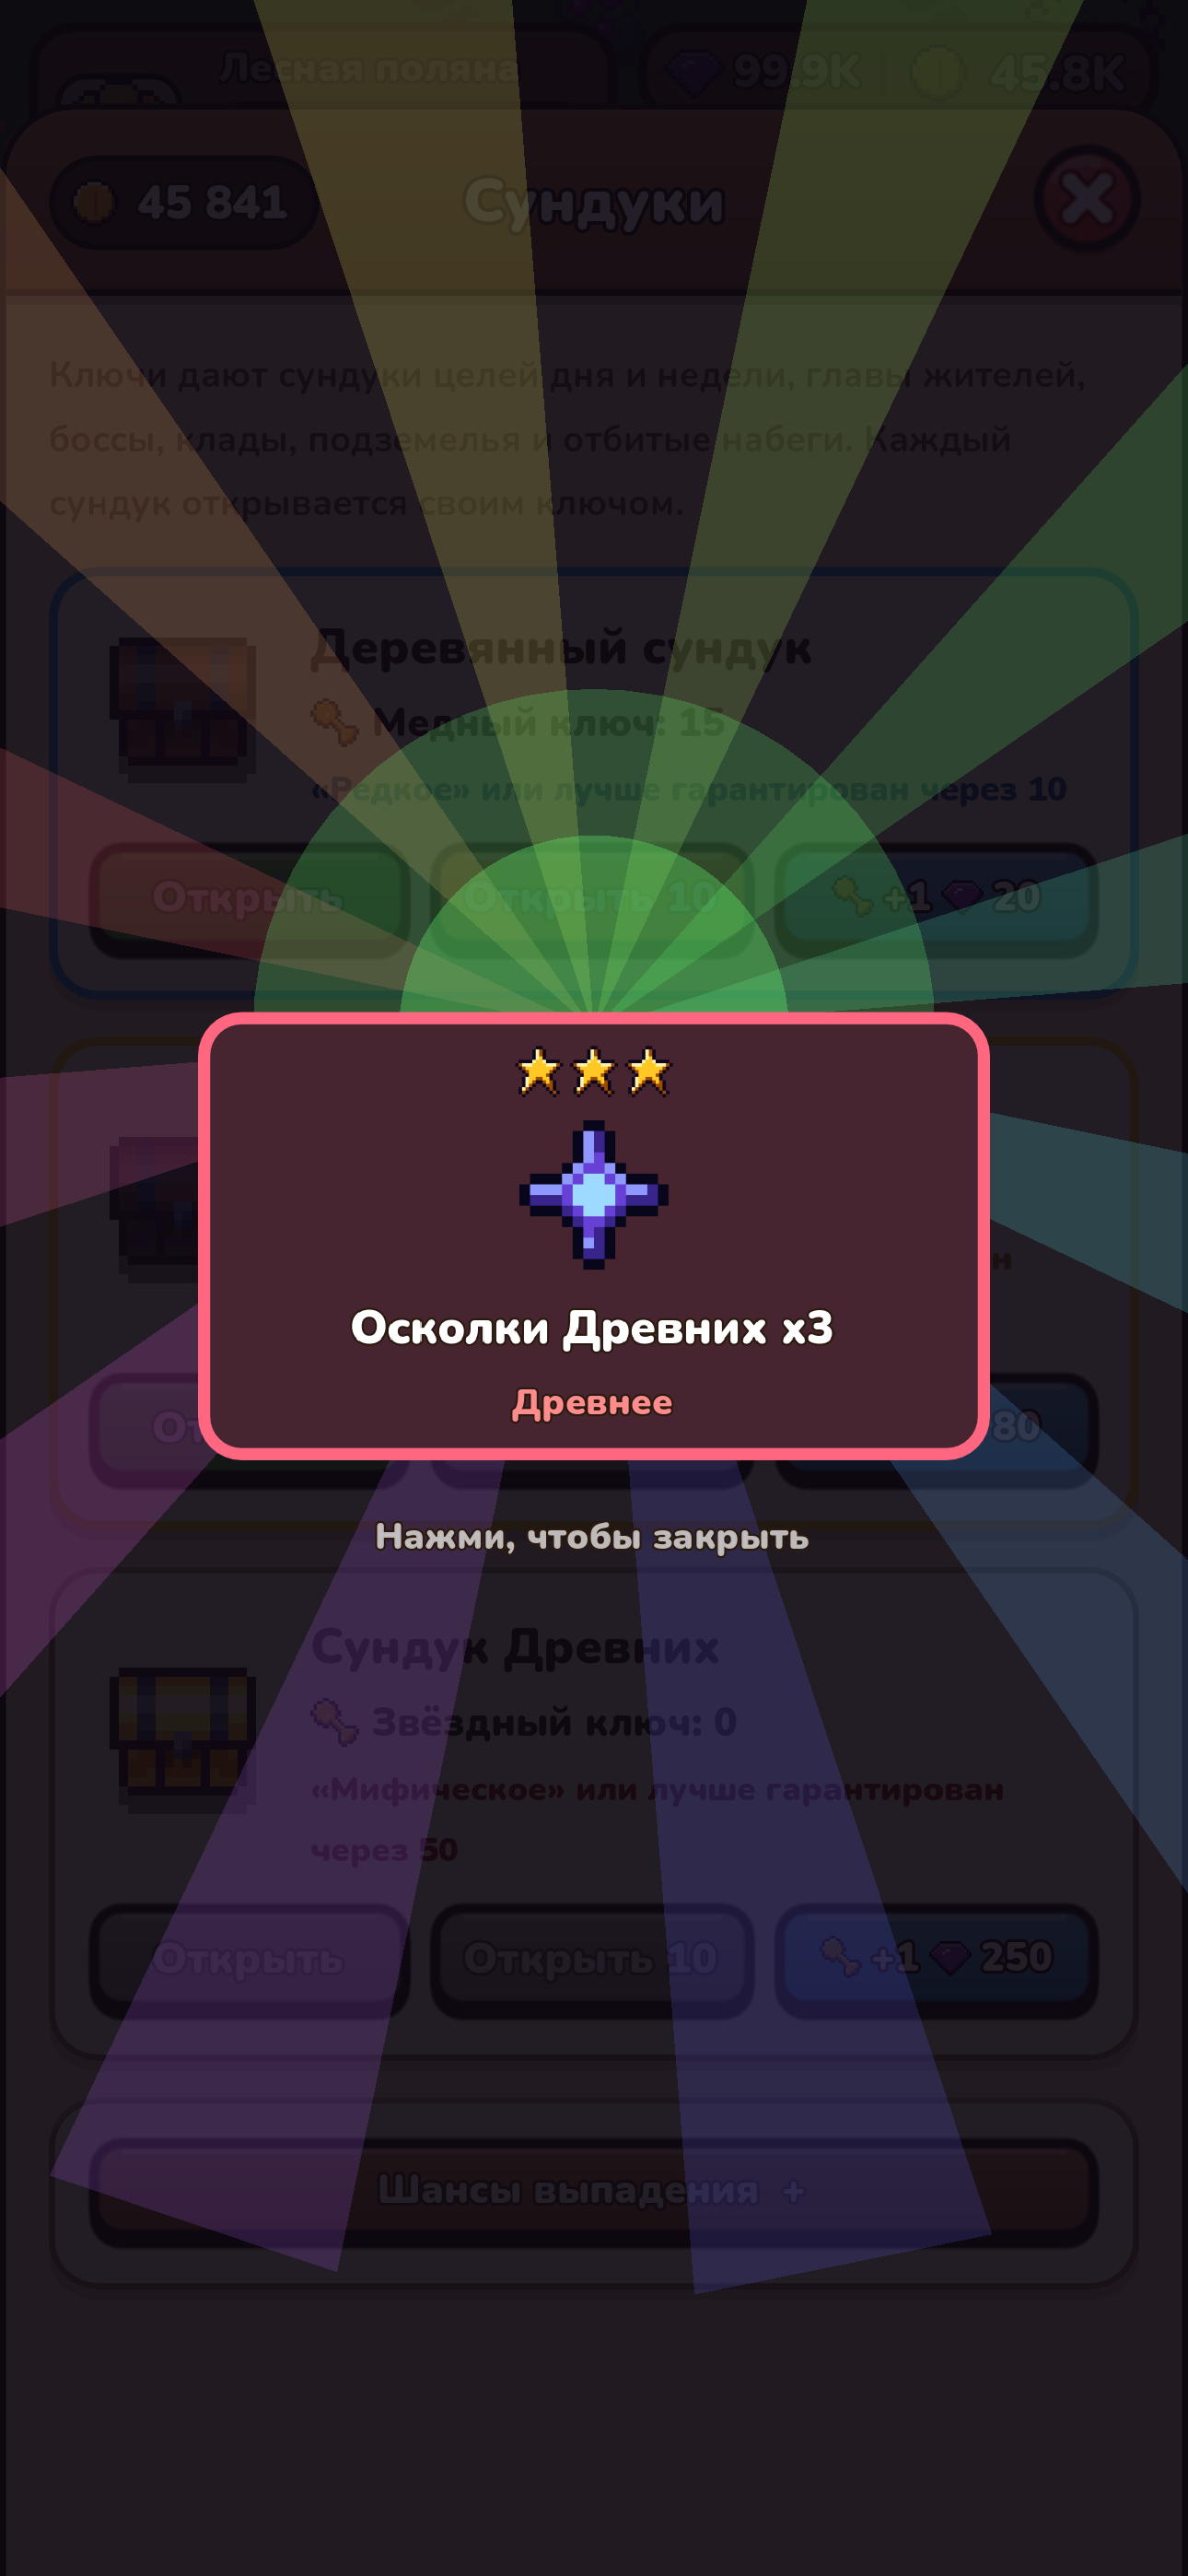 Лесная поляна
99.9K
45.8K
45 841
Сундуки
Ключи дают сундуки целей дня и недели, главы жителей,
боссы, клады, подземелья и отбитые набеги. Каждый
сундук открывается своим ключом.
Деревянный сундук
Медный ключ: 15
«Редкое» или лучше гарантирован через 10
Открыть
Открыть 10
+1 20
Осколки Древних x3
Древнее
80
Нажми, чтобы закрыть
Сундук Древних
Звёздный ключ: 0
«Мифическое» или лучше гарантирован
через 50
Открыть
Открыть 10
+1 250
Шансы выпадения +